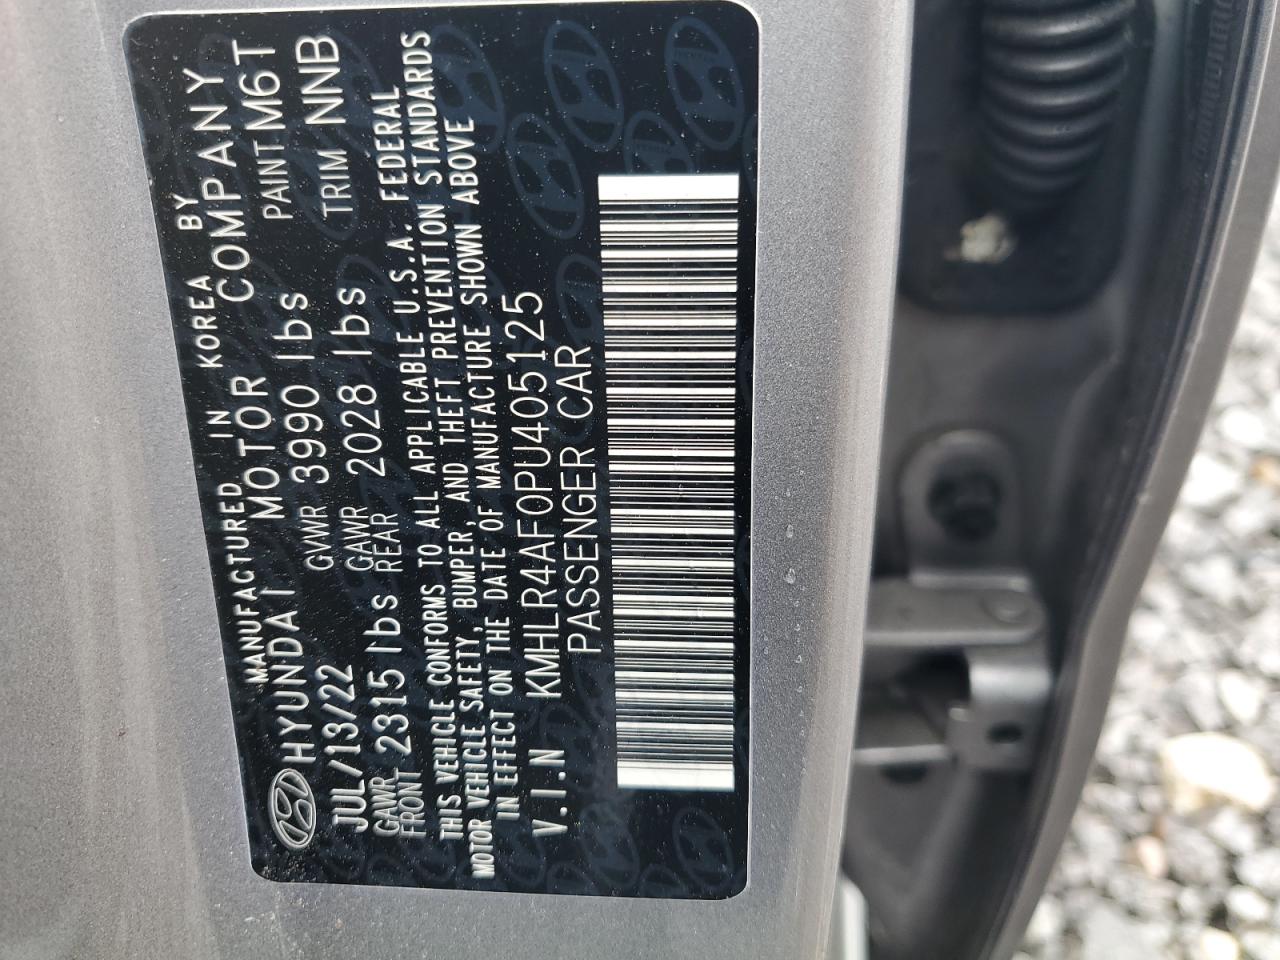 MANUFACTURED IN KOREA BY
HYUNDAI MOTOR COMPANY
JUL/13/22 GVWR 3990 lbs PAINT M6T
GAWR FRONT 2315 lbs GAWR REAR 2028 lbs TRIM NNB
THIS VEHICLE CONFORMS TO ALL APPLICABLE U.S.A. FEDERAL
MOTOR VEHICLE SAFETY, BUMPER, AND THEFT PREVENTION STANDARDS
IN EFFECT ON THE DATE OF MANUFACTURE SHOWN ABOVE
V.I.N KMHLR4AF0PU405125
PASSENGER CAR